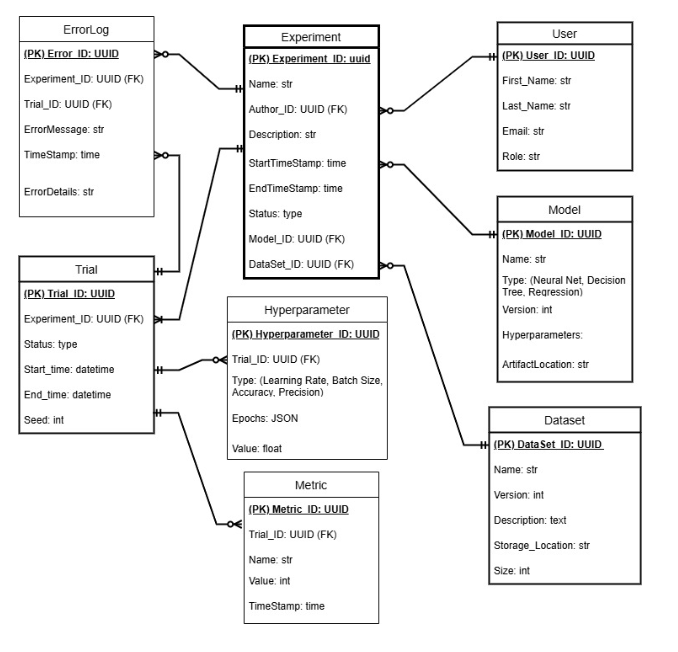 ErrorLog
(PK) Error_ID: UUID
Experiment_ID: UUID (FK)
Trial_ID: UUID (FK)
ErrorMessage: str
TimeStamp: time
ErrorDetails: str
Experiment
(PK) Experiment_ID: uuid
Name: str
Author_ID: UUID (FK)
Description: str
StartTimeStamp: time
EndTimeStamp: time
Status: type
Model_ID: UUID (FK)
DataSet_ID: UUID (FK)
User
(PK) User_ID: UUID
First_Name: str
Last_Name: str
Email: str
Role: str
Model
(PK) Model_ID: UUID
Name: str
Type: (Neural Net, Decision
Tree, Regression)
Version: int
Hyperparameters:
ArtifactLocation: str
Trial
(PK) Trial_ID: UUID
Experiment_ID: UUID (FK)
Status: type
Start_time: datetime
End_time: datetime
Seed: int
Hyperparameter
(PK) Hyperparameter_ID: UUID
Trial_ID: UUID (FK)
Type: (Learning Rate, Batch Size,
Accuracy, Precision)
Epochs: JSON
Value: float
Dataset
(PK) DataSet_ID: UUID
Name: str
Version: int
Description: text
Storage_Location: str
Size: int
Metric
(PK) Metric_ID: UUID
Trial_ID: UUID (FK)
Name: str
Value: int
TimeStamp: time